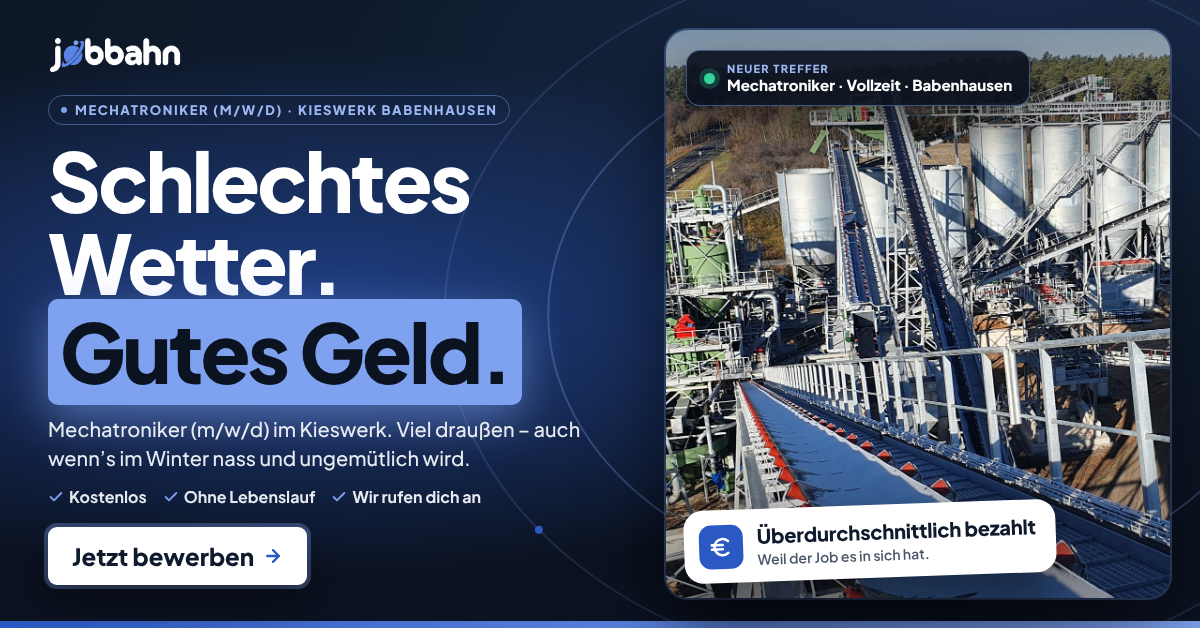 jobbahn
MECHATRONIKER (M/W/D) · KIESWERK BABENHAUSEN
Schlechtes
Wetter.
Gutes Geld.
Mechatroniker (m/w/d) im Kieswerk. Viel draußen – auch
wenn’s im Winter nass und ungemütlich wird.
✓ Kostenlos ✓ Ohne Lebenslauf ✓ Wir rufen dich an
Jetzt bewerben →
NEUER TREFFER
Mechatroniker · Vollzeit · Babenhausen
€
Überdurchschnittlich bezahlt
Weil der Job es in sich hat.